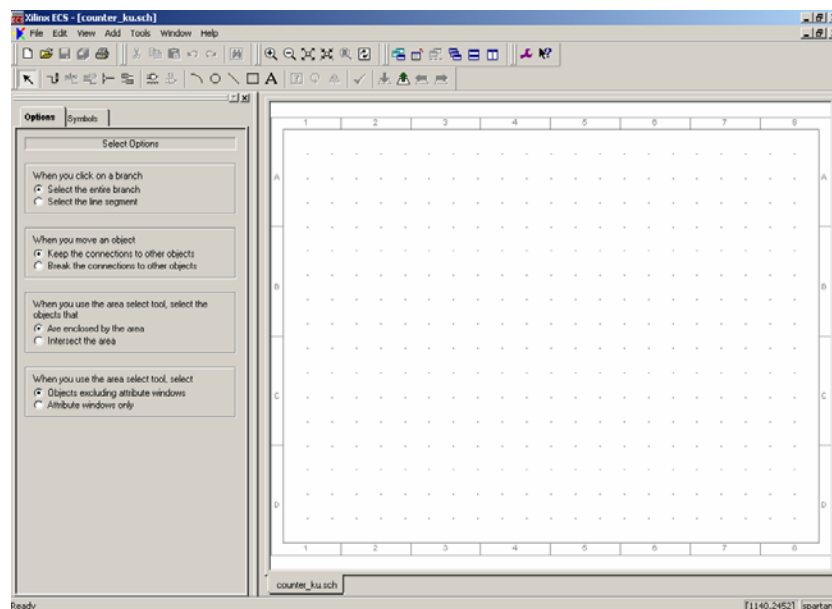 Xilinx ECS - [counter_ku.sch]
File Edit View Add Tools Window Help
Options Symbols
Select Options
When you click on a branch
Select the entire branch
Select the line segment
When you move an object
Keep the connections to other objects
Break the connections to other objects
When you use the area select tool, select the
objects that
Are enclosed by the area
Intersect the area
When you use the area select tool, select
Objects excluding attribute windows
Attribute windows only
1 2 3 4 5 6 7 8
A A
B B
C C
D D
1 2 3 4 5 6 7 8
counter_ku.sch
Ready [1140,2452] spartan